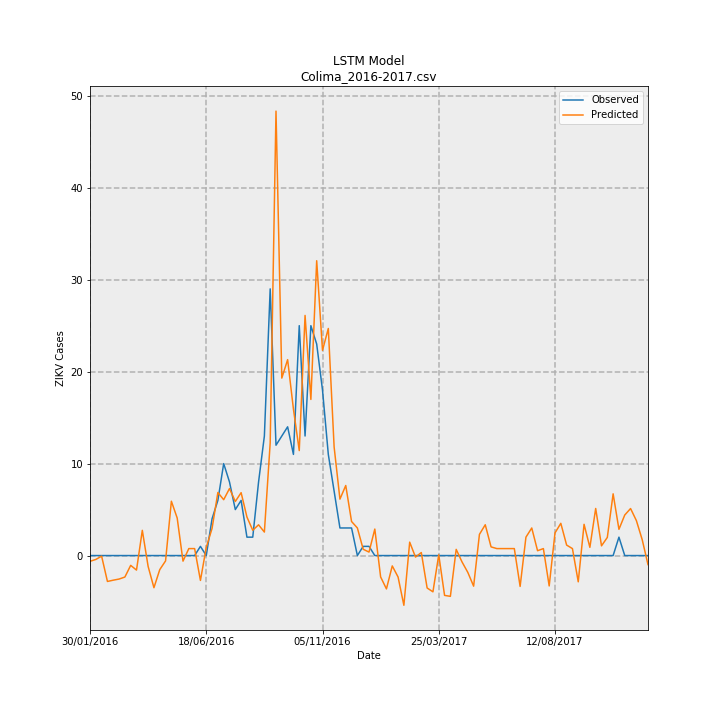 LSTM Model
Colima_2016-2017.csv
Observed
Predicted
50
40
30
20
10
0
ZIKV Cases
30/01/2016
18/06/2016
05/11/2016
25/03/2017
12/08/2017
Date